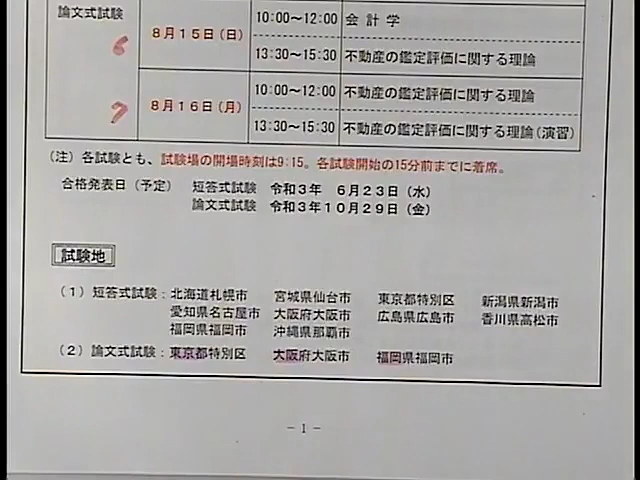 論文式試験
8月15日(日)
10:00～12:00 会計学
13:30～15:30 不動産の鑑定評価に関する理論
8月16日(月)
10:00～12:00 不動産の鑑定評価に関する理論
13:30～15:30 不動産の鑑定評価に関する理論(演習)
6
7
(注) 各試験とも、試験場の開場時刻は9:15。各試験開始の15分前までに着席。
合格発表日(予定) 短答式試験 令和3年 6月23日(水)
論文式試験 令和3年10月29日(金)
試験地
(1) 短答式試験:北海道札幌市 宮城県仙台市 東京都特別区 新潟県新潟市
愛知県名古屋市 大阪府大阪市 広島県広島市 香川県高松市
福岡県福岡市 沖縄県那覇市
(2) 論文式試験:東京都特別区 大阪府大阪市 福岡県福岡市
－1－